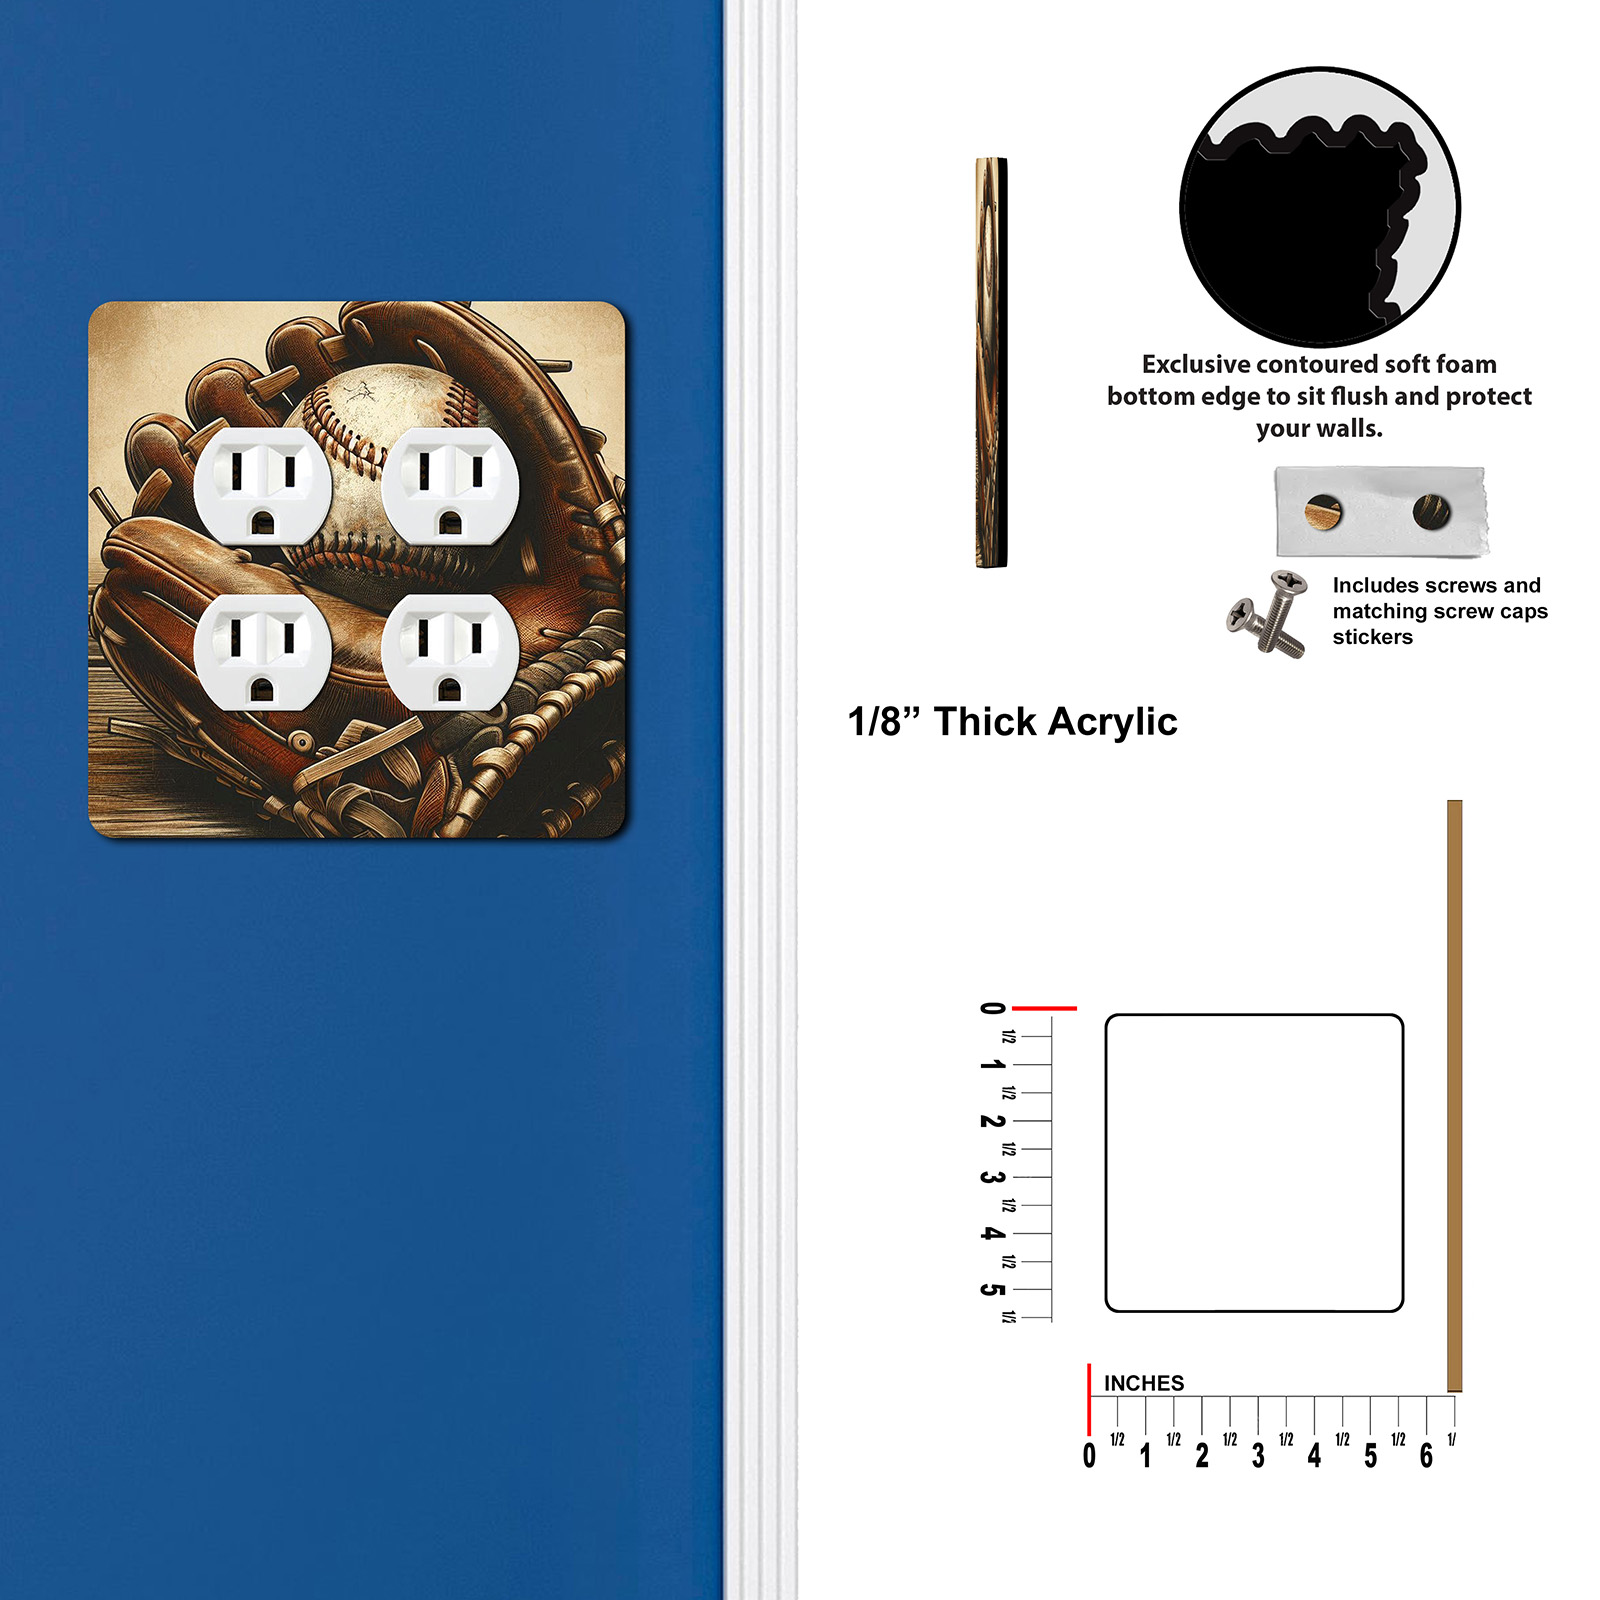 Exclusive contoured soft foam
bottom edge to sit flush and protect
your walls.
Includes screws and
matching screw caps
stickers
1/8” Thick Acrylic
0
1/2
1
1/2
2
1/2
3
1/2
4
1/2
5
1/2
INCHES
0 1/2 1 1/2 2 1/2 3 1/2 4 1/2 5 1/2 6 1/